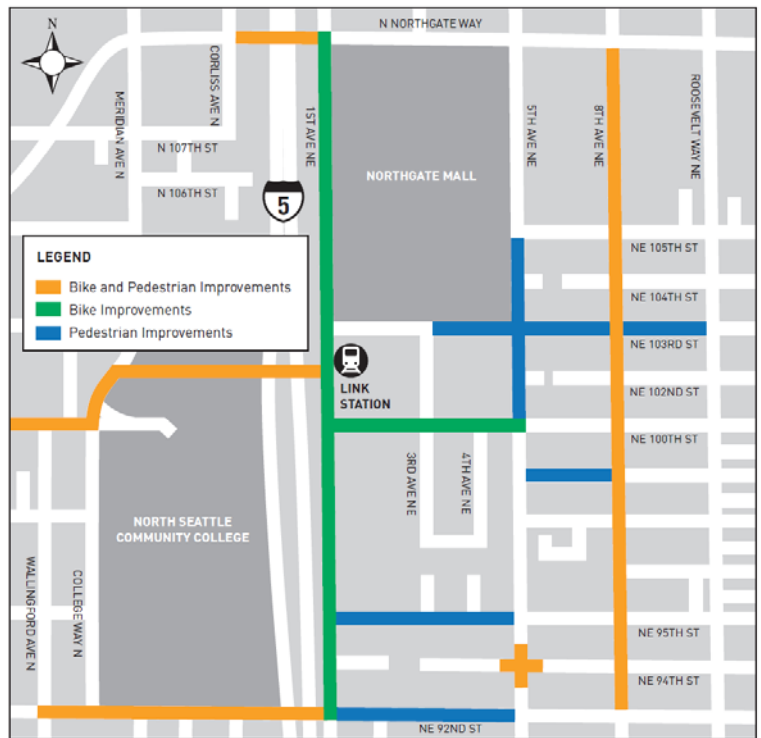 N
N NORTHGATE WAY
CORLISS AVE N
MERIDIAN AVE N
1ST AVE NE
5TH AVE NE
8TH AVE NE
ROOSEVELT WAY NE
N 107TH ST
N 106TH ST
5
NORTHGATE MALL
LEGEND
Bike and Pedestrian Improvements
Bike Improvements
Pedestrian Improvements
NE 105TH ST
NE 104TH ST
NE 103RD ST
LINK
STATION
NE 102ND ST
NE 100TH ST
3RD AVE NE
4TH AVE NE
NORTH SEATTLE
COMMUNITY COLLEGE
WALLINGFORD AVE N
COLLEGE WAY N
NE 95TH ST
NE 94TH ST
NE 92ND ST